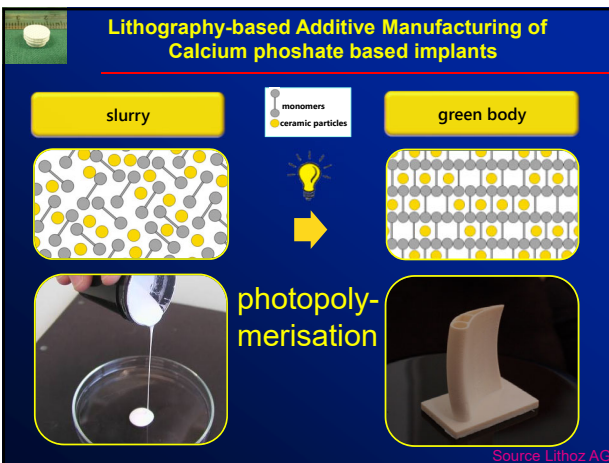 Lithography-based Additive Manufacturing of
Calcium phoshate based implants
slurry
monomers
ceramic particles
green body
photopoly-
merisation
Source Lithoz AG